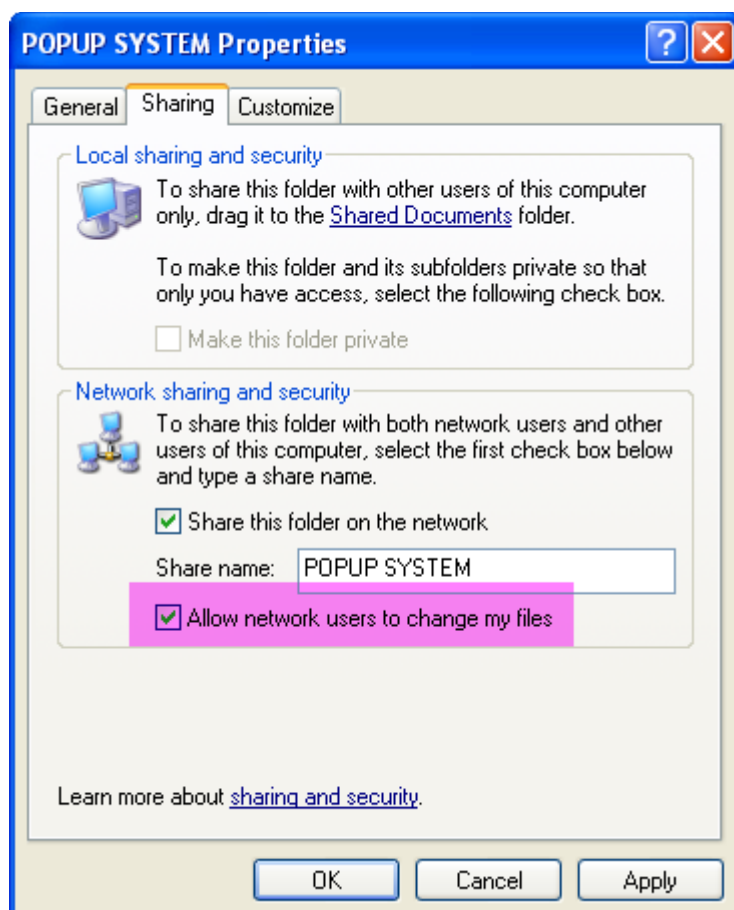 POPUP SYSTEM Properties
General Sharing Customize
Local sharing and security
To share this folder with other users of this computer
only, drag it to the Shared Documents folder.
To make this folder and its subfolders private so that
only you have access, select the following check box.
Make this folder private
Network sharing and security
To share this folder with both network users and other
users of this computer, select the first check box below
and type a share name.
Share this folder on the network
Share name: POPUP SYSTEM
Allow network users to change my files
Learn more about sharing and security.
OK Cancel Apply